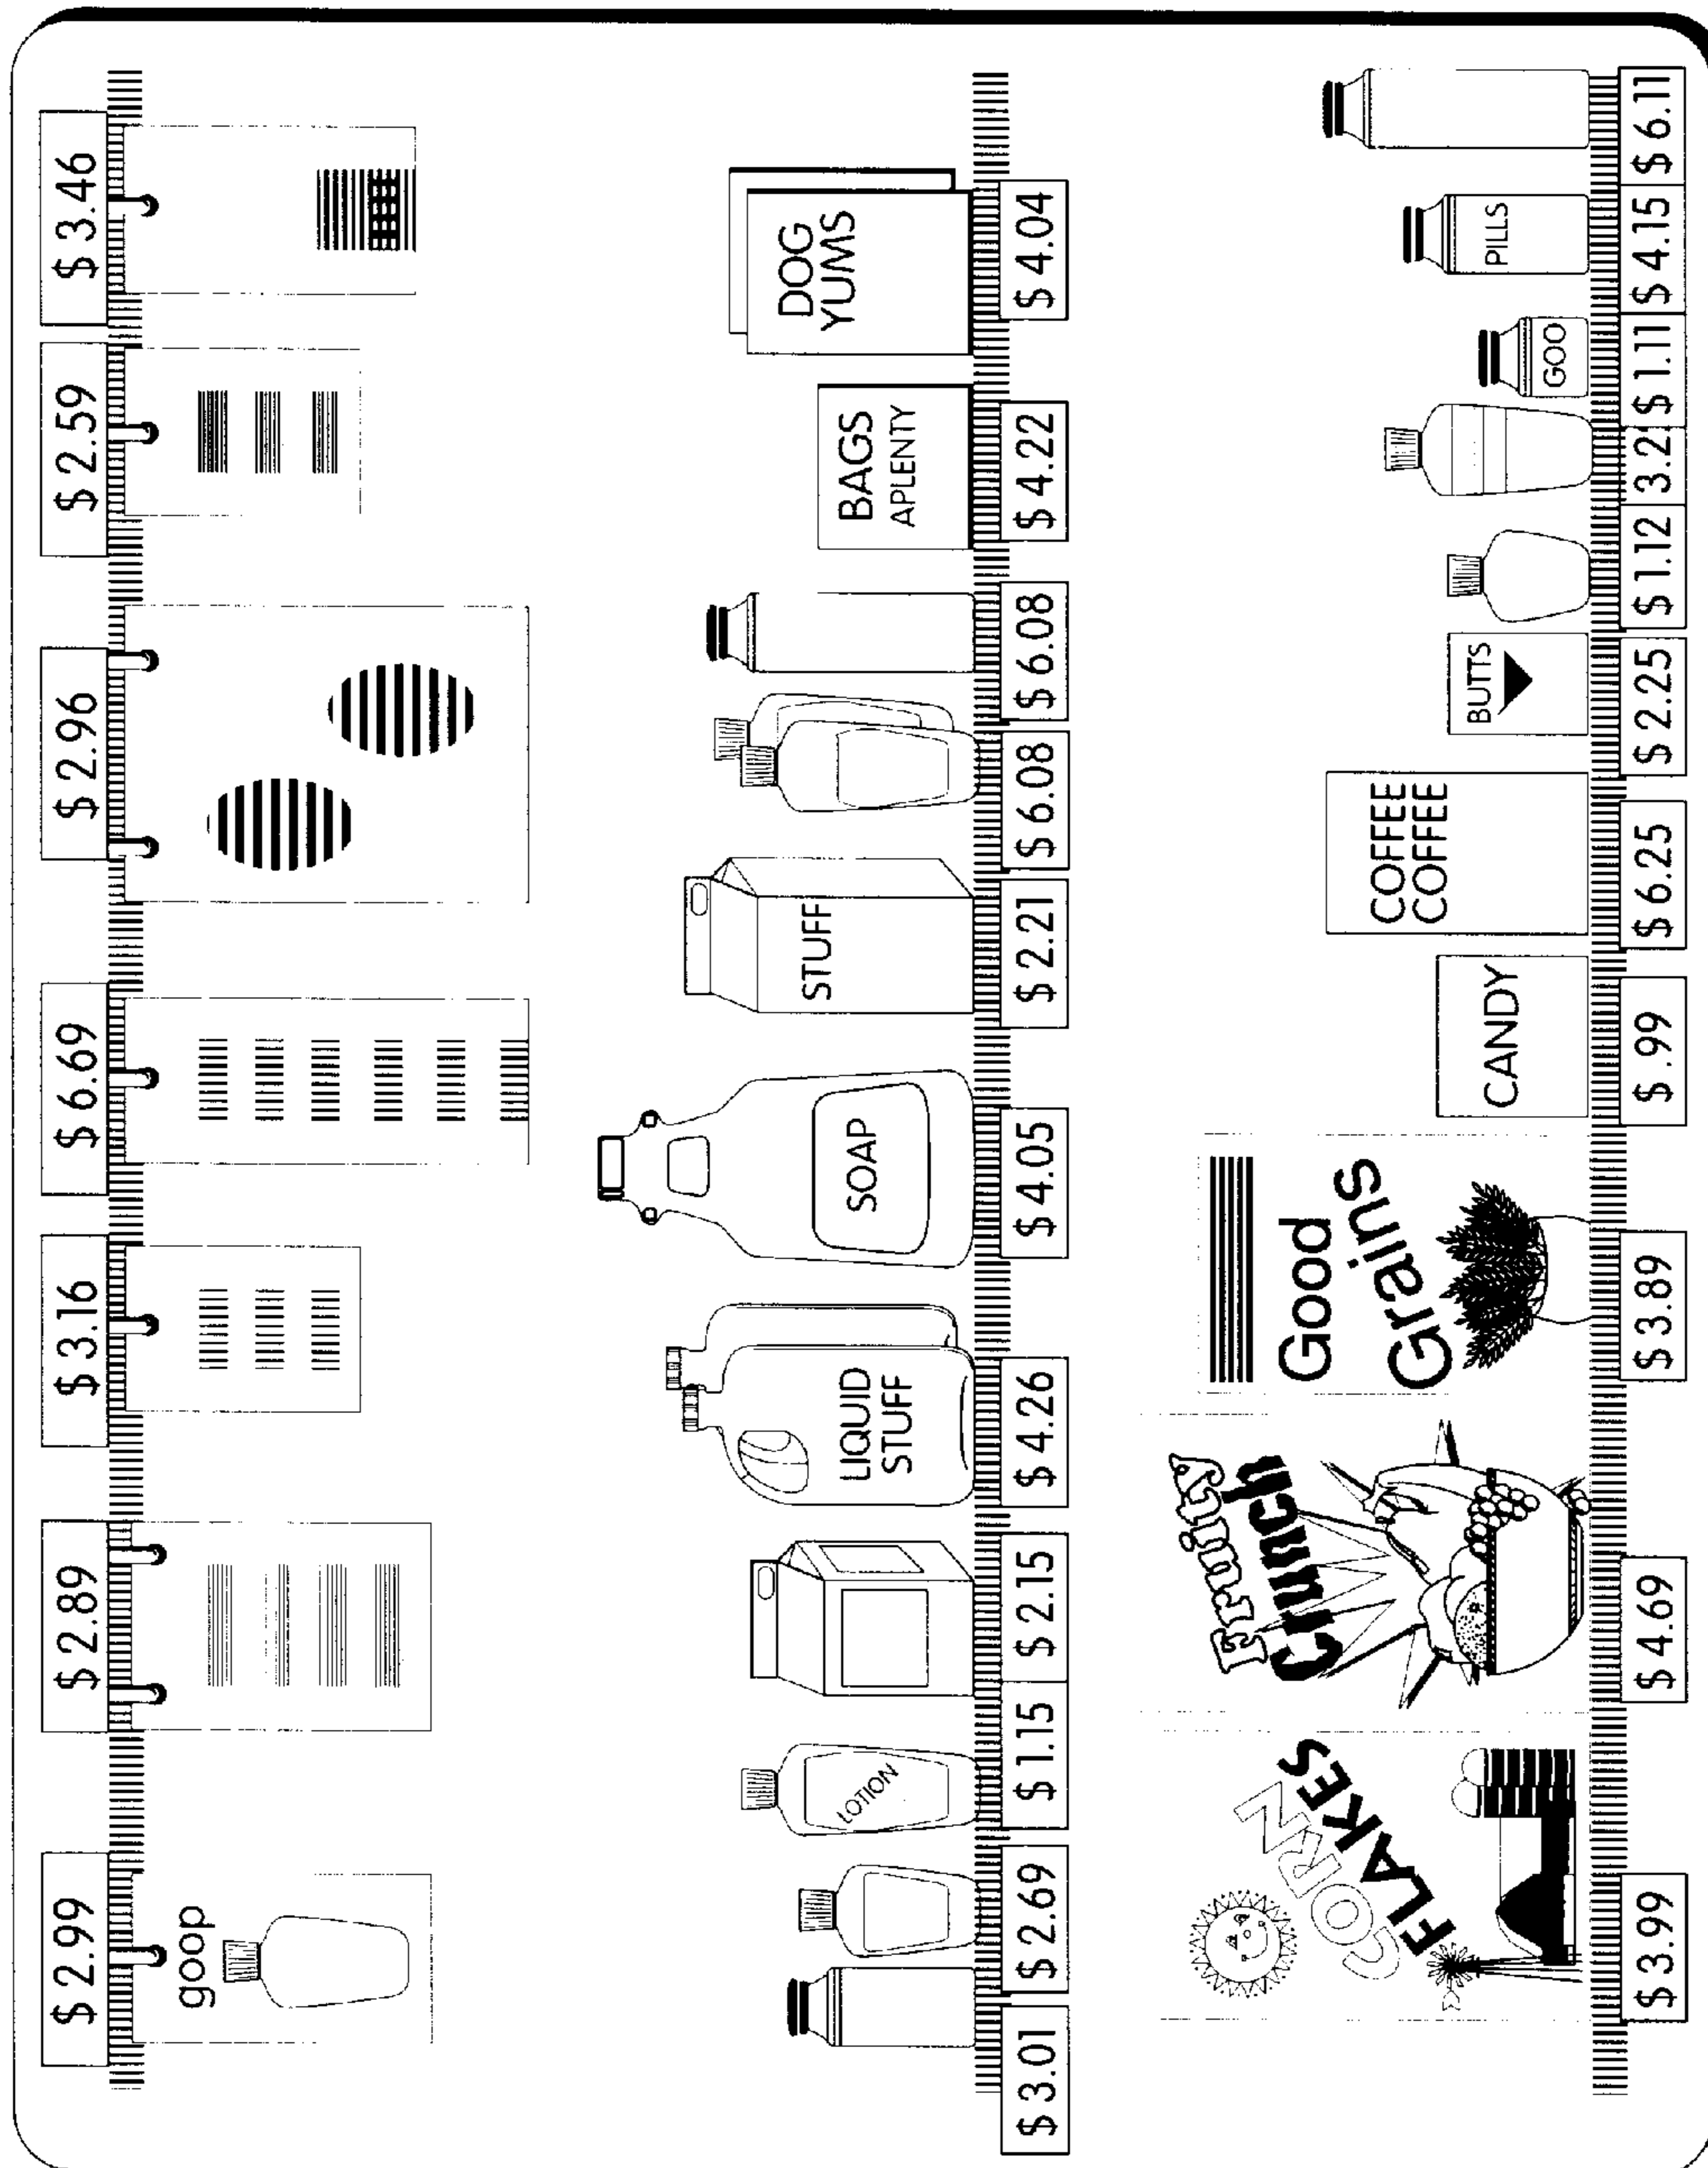 $ 2.99
$ 2.89
$ 3.16
$ 6.69
$ 2.96
$ 2.59
$ 3.46
goop
LOTION
LIQUID
STUFF
SOAP
STUFF
BAGS
APLENTY
DOG
YUMS
$ 3.01
$ 2.69
$ 1.15
$ 2.15
$ 4.26
$ 4.05
$ 2.21
$ 6.08
$ 6.08
$ 4.22
$ 4.04
CORN
FLAKES
Fruity
Crunch
Good
Grains
CANDY
COFFEE
COFFEE
BUTTS
GOO
PILLS
$ 3.99
$ 4.69
$ 3.89
$ .99
$ 6.25
$ 2.25
$ 1.12
$ 1.11
$ 4.15
$ 6.11